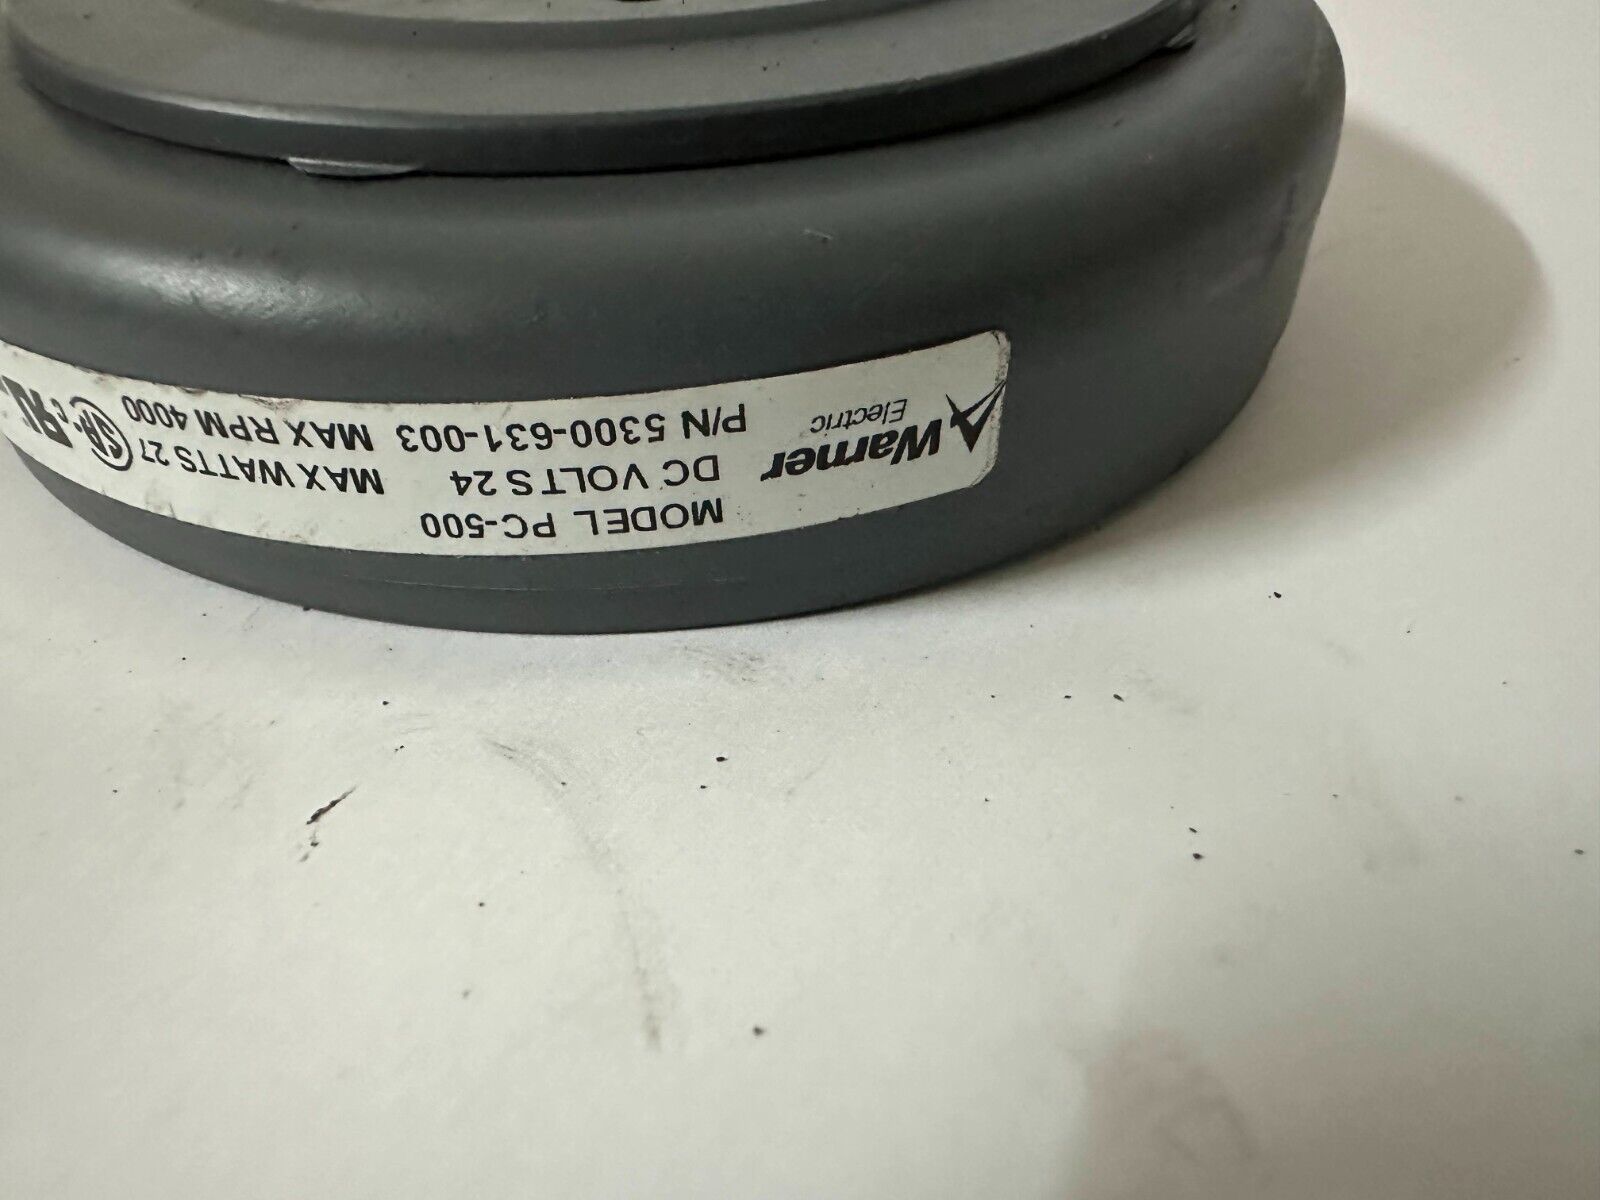 Warner
Electric
MODEL PC-500
DC VOLTS 24 MAX WATTS 27
P/N 5300-631-003 MAX RPM 4000